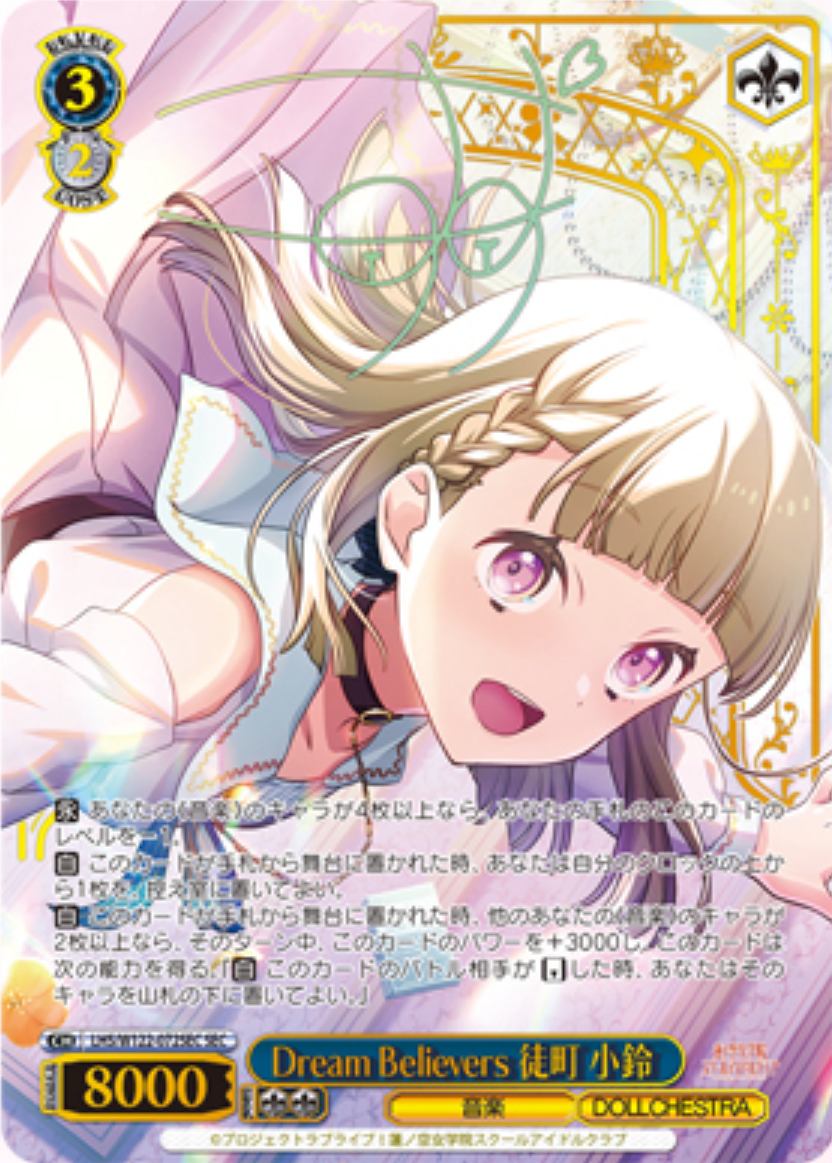 3
2
永 あなたの《音楽》のキャラが4枚以上なら、あなたの手札のこのカードの
レベルを－1。
自 このカードが手札から舞台に置かれた時、あなたは自分のクロックの上か
ら1枚を、控え室に置いてよい。
自 このカードが手札から舞台に置かれた時、他のあなたの《音楽》のキャラが
2枚以上なら、そのターン中、このカードのパワーを＋3000し、このカードは
次の能力を得る。『自 このカードのバトル相手が した時、あなたはその
キャラを山札の下に置いてよい。』
LHS/W122-072SEC SEC
Dream Believers 徒町 小鈴
8000
音楽
DOLLCHESTRA
©プロジェクトラブライブ！蓮ノ空女学院スクールアイドルクラブ